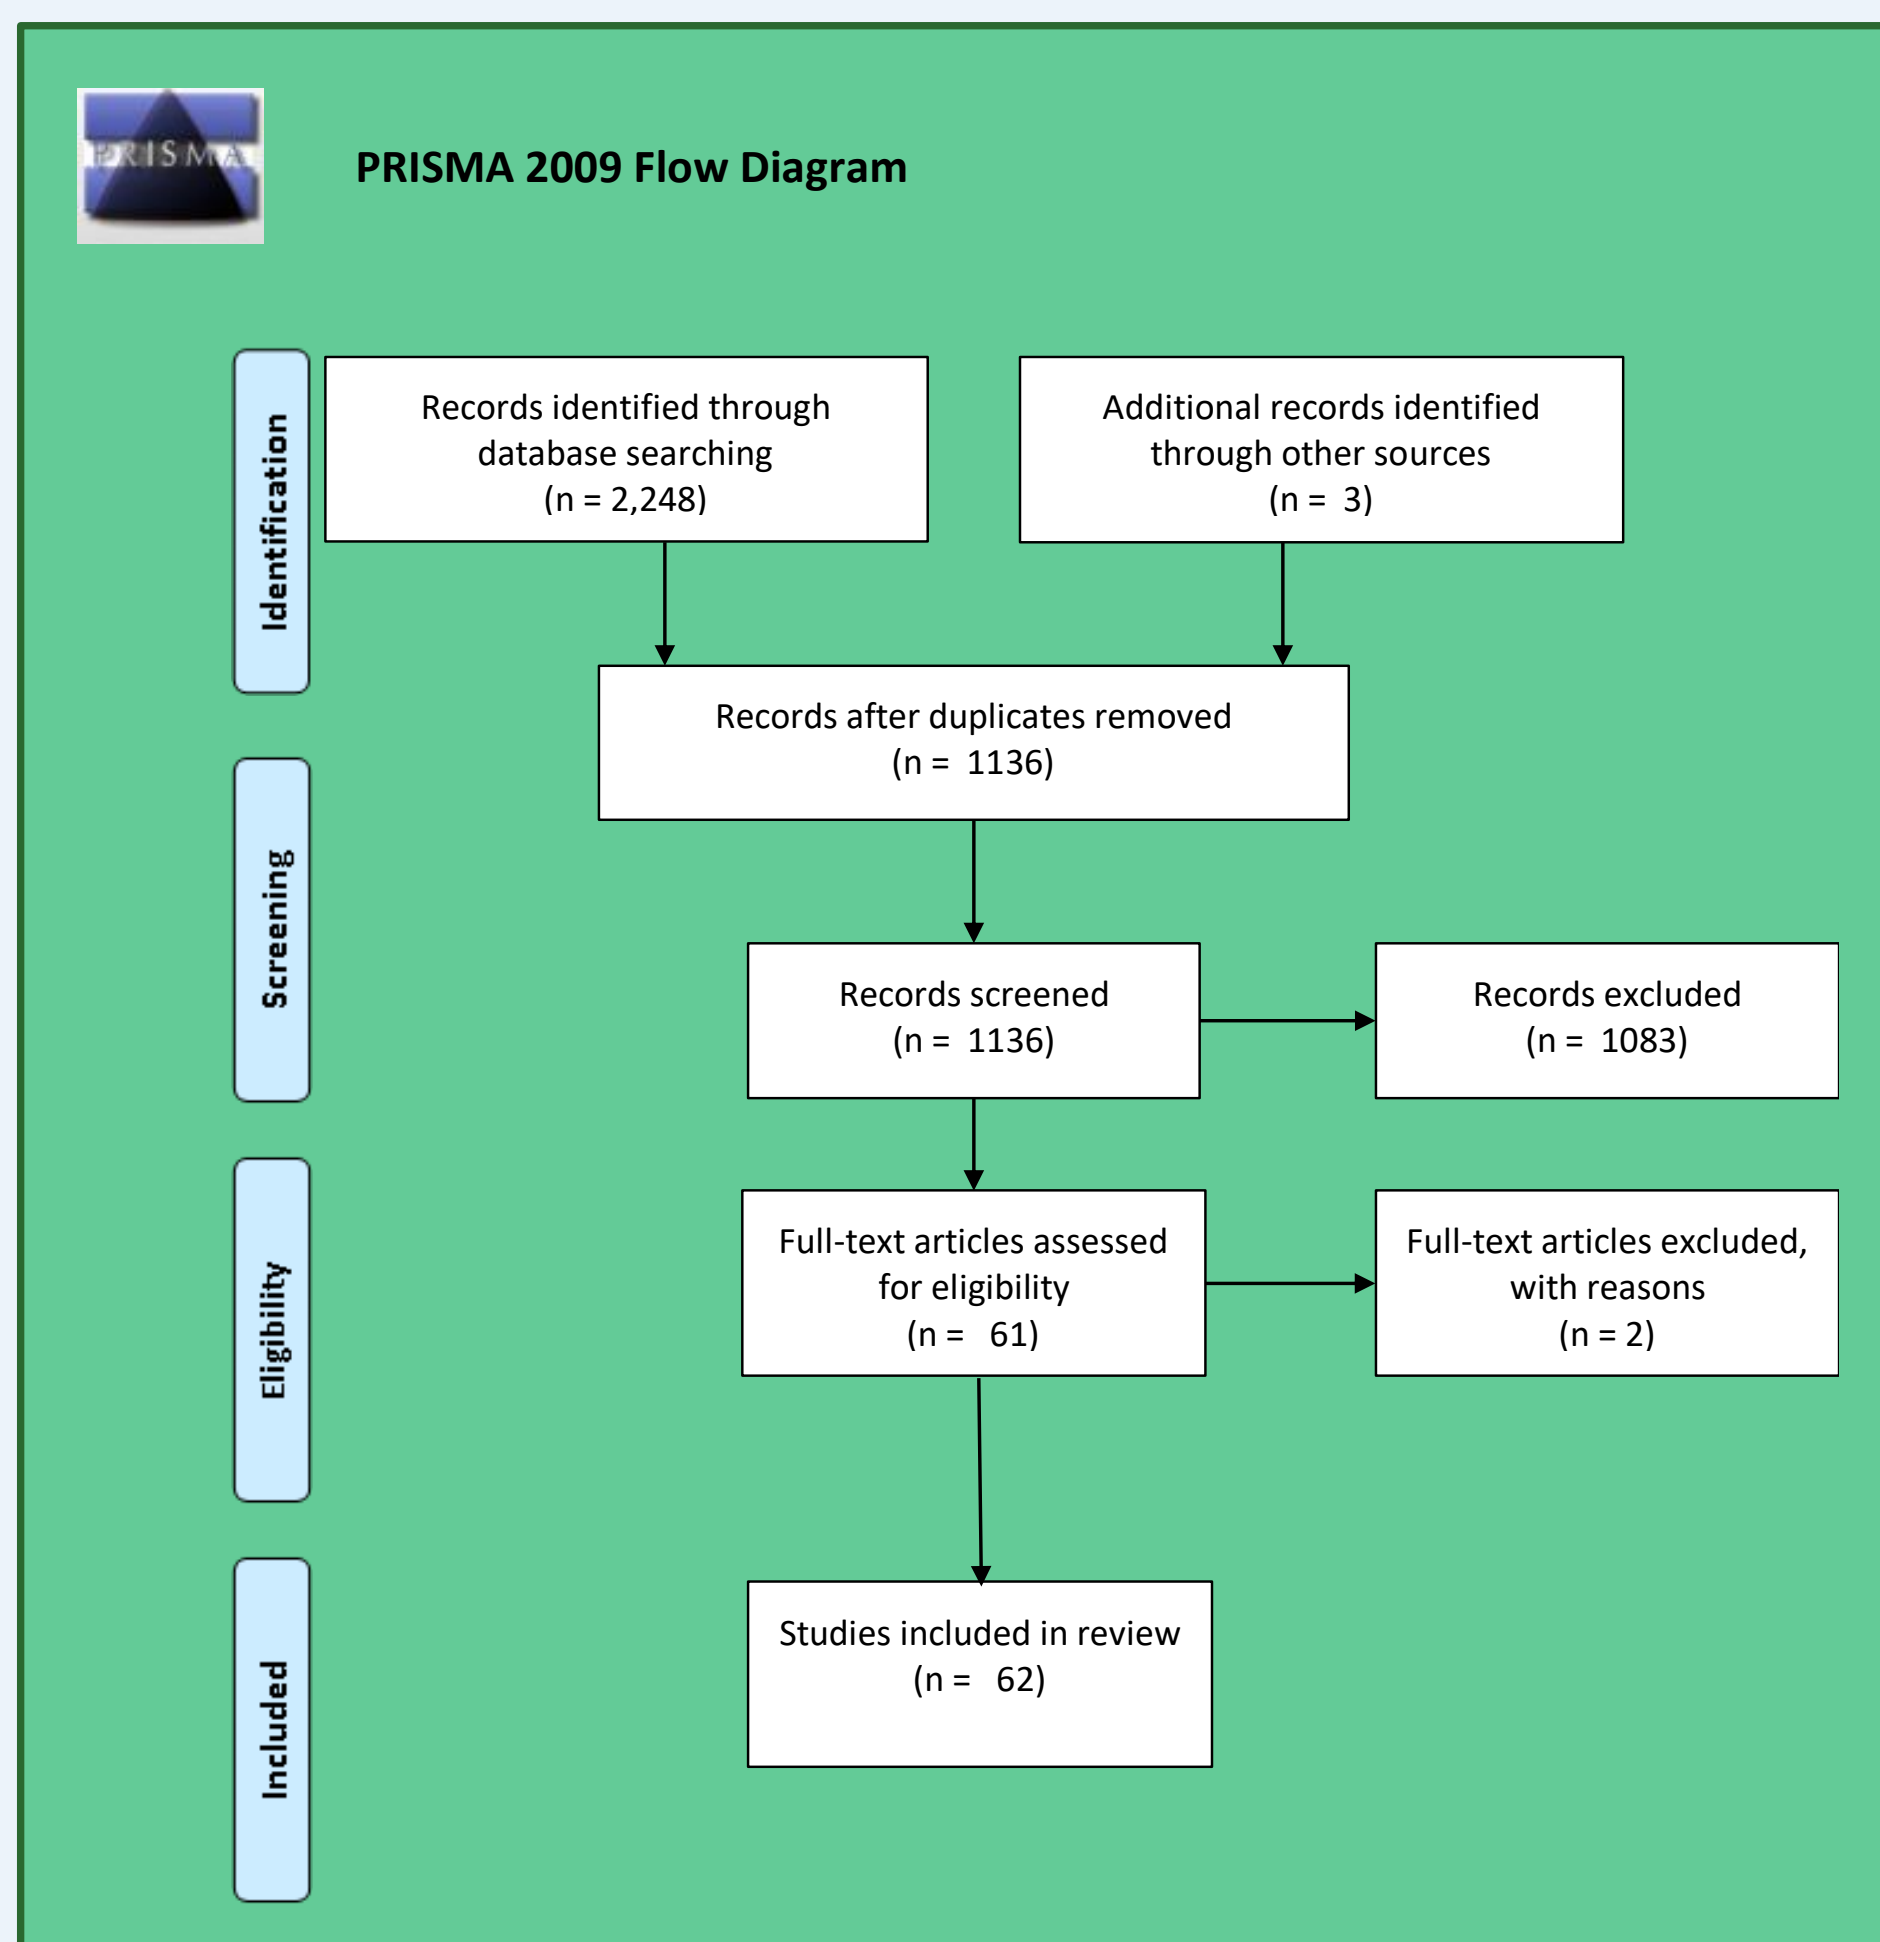 PRISMA
PRISMA 2009 Flow Diagram
Identification
Records identified through
database searching
(n = 2,248)
Additional records identified
through other sources
(n = 3)
Records after duplicates removed
(n = 1136)
Screening
Records screened
(n = 1136)
Records excluded
(n = 1083)
Eligibility
Full-text articles assessed
for eligibility
(n = 61)
Full-text articles excluded,
with reasons
(n = 2)
Included
Studies included in review
(n = 62)